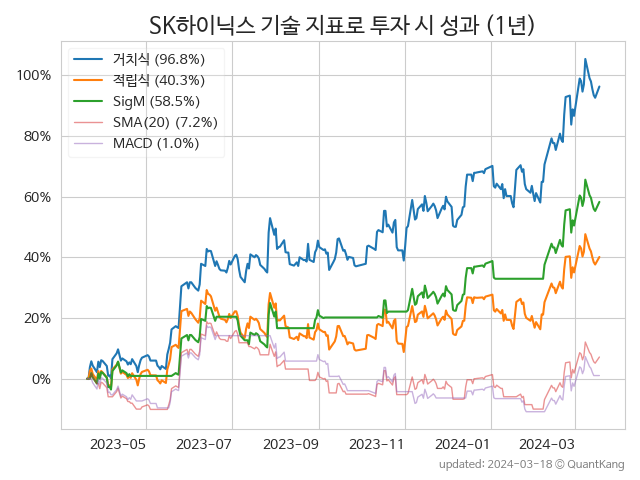 SK하이닉스 기술 지표로 투자 시 성과 (1년)
거치식 (96.8%)
적립식 (40.3%)
SigM (58.5%)
SMA(20) (7.2%)
MACD (1.0%)
100%
80%
60%
40%
20%
0%
2023-05 2023-07 2023-09 2023-11 2024-01 2024-03
updated: 2024-03-18 © QuantKang